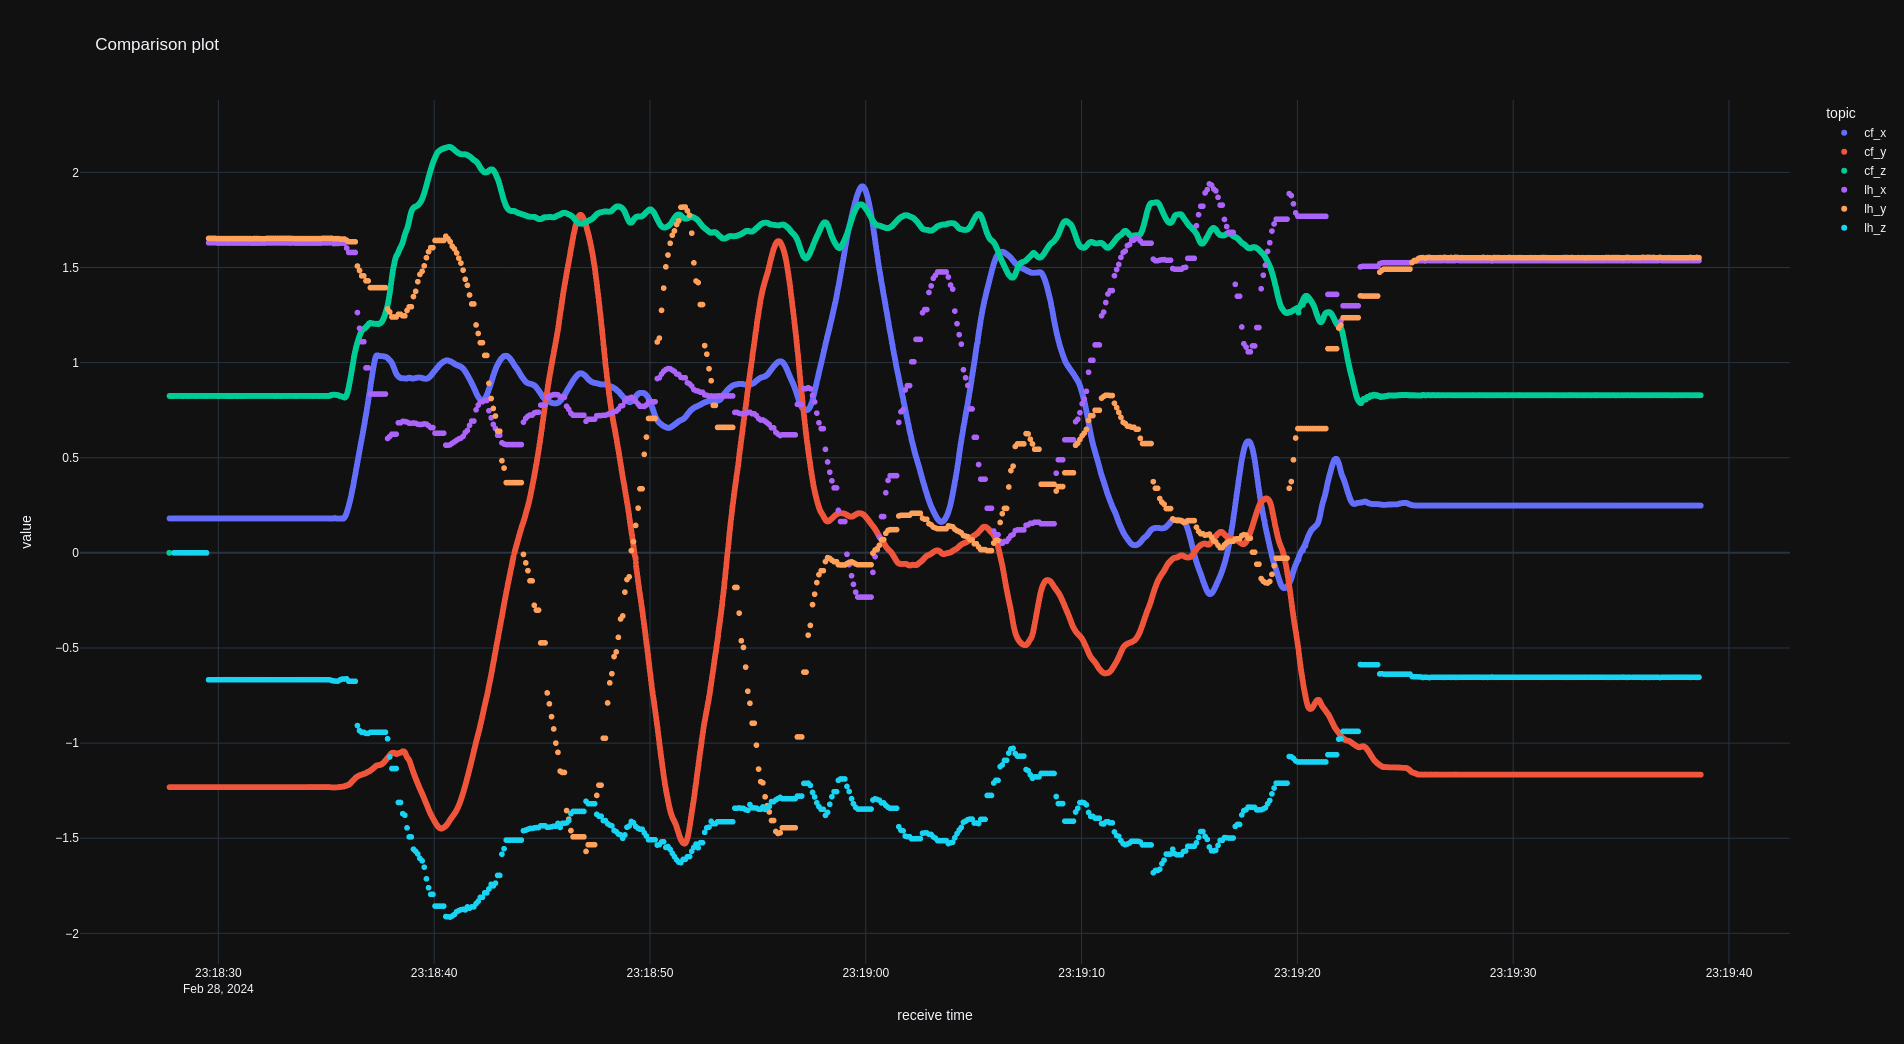 Comparison plot
topic
cf_x
cf_y
cf_z
lh_x
lh_y
lh_z
value
2
1.5
1
0.5
0
−0.5
−1
−1.5
−2
23:18:30 23:18:40 23:18:50 23:19:00 23:19:10 23:19:20 23:19:30 23:19:40
Feb 28, 2024
receive time